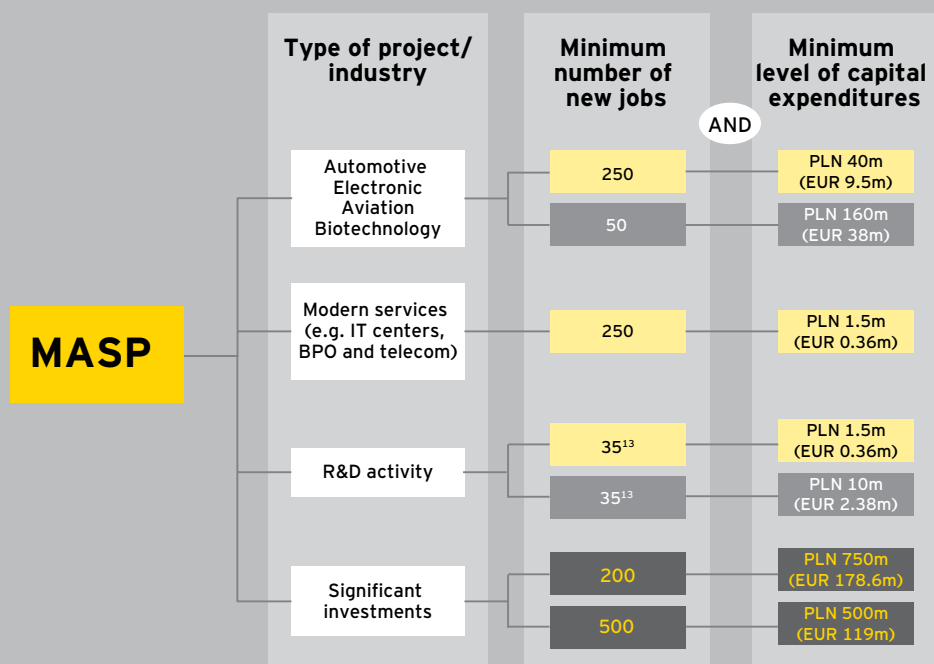 Type of project/
industry
Minimum
number of
new jobs
AND
Minimum
level of capital
expenditures
MASP
Automotive
Electronic
Aviation
Biotechnology
250
PLN 40m
(EUR 9.5m)
50
PLN 160m
(EUR 38m)
Modern services
(e.g. IT centers,
BPO and telecom)
250
PLN 1.5m
(EUR 0.36m)
R&D activity
35¹³
PLN 1.5m
(EUR 0.36m)
35¹³
PLN 10m
(EUR 2.38m)
Significant
investments
200
PLN 750m
(EUR 178.6m)
500
PLN 500m
(EUR 119m)